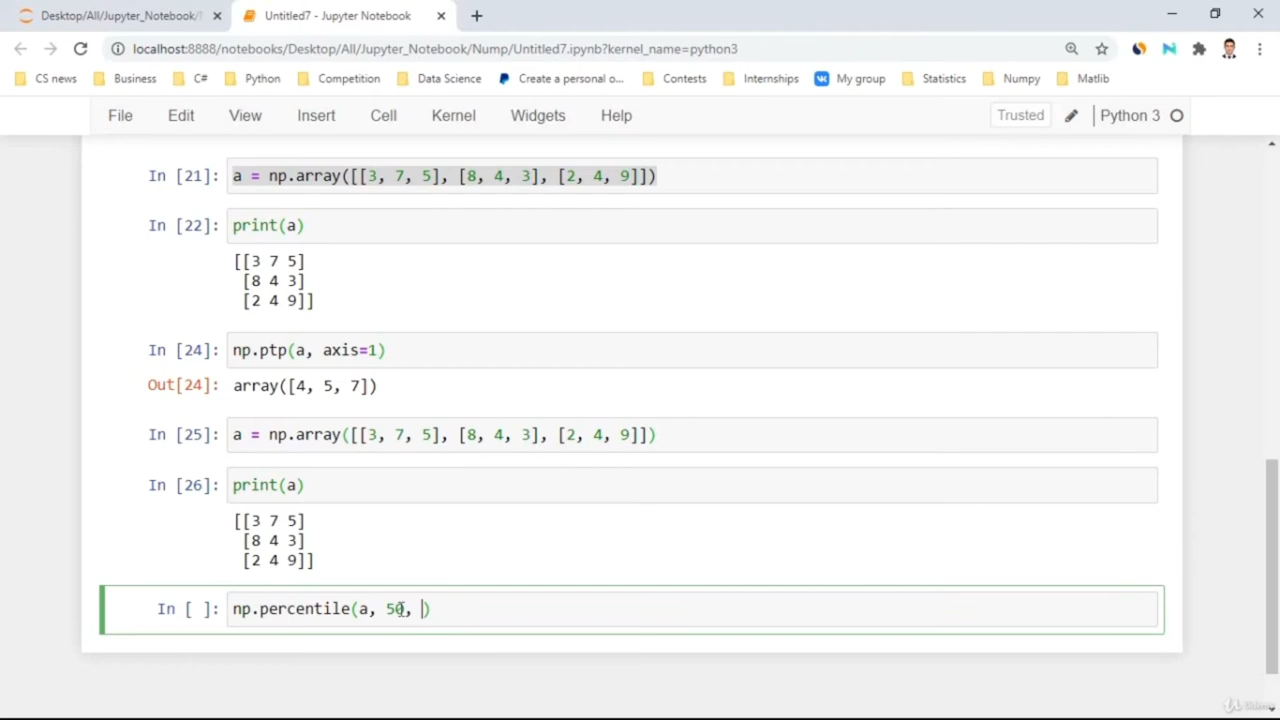 Desktop/All/Jupyter_Notebook/
Untitled7 - Jupyter Notebook
localhost:8888/notebooks/Desktop/All/Jupyter_Notebook/Nump/Untitled7.ipynb?kernel_name=python3
CS news Business C# Python Competition Data Science Create a personal o... Contests Internships My group Statistics Numpy Matlib
File Edit View Insert Cell Kernel Widgets Help Trusted Python 3
In [21]: a = np.array([[3, 7, 5], [8, 4, 3], [2, 4, 9]])
In [22]: print(a)
[[3 7 5]
[8 4 3]
[2 4 9]]
In [24]: np.ptp(a, axis=1)
Out[24]: array([4, 5, 7])
In [25]: a = np.array([[3, 7, 5], [8, 4, 3], [2, 4, 9]])
In [26]: print(a)
[[3 7 5]
[8 4 3]
[2 4 9]]
In [ ]: np.percentile(a, 50, )